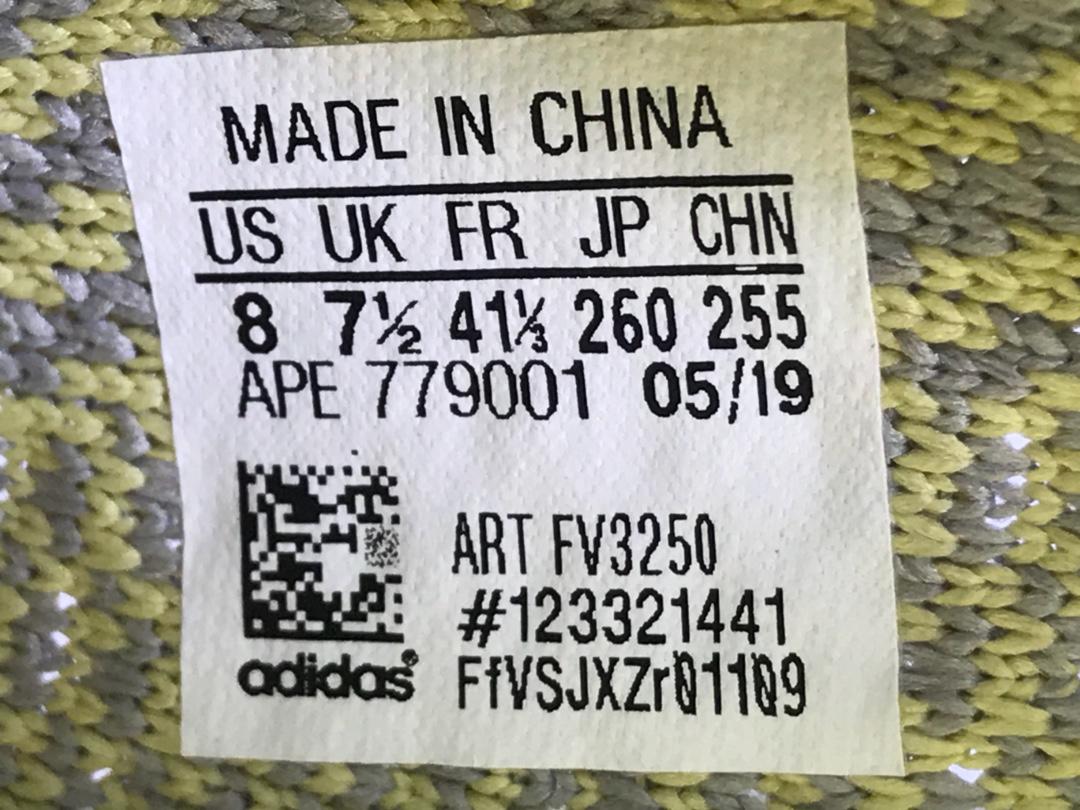 MADE IN CHINA
US UK FR JP CHN
8 7½ 41⅓ 260 255
APE 779001 05/19
ART FV3250
#123321441
FfVSJXZr01109
adidas®